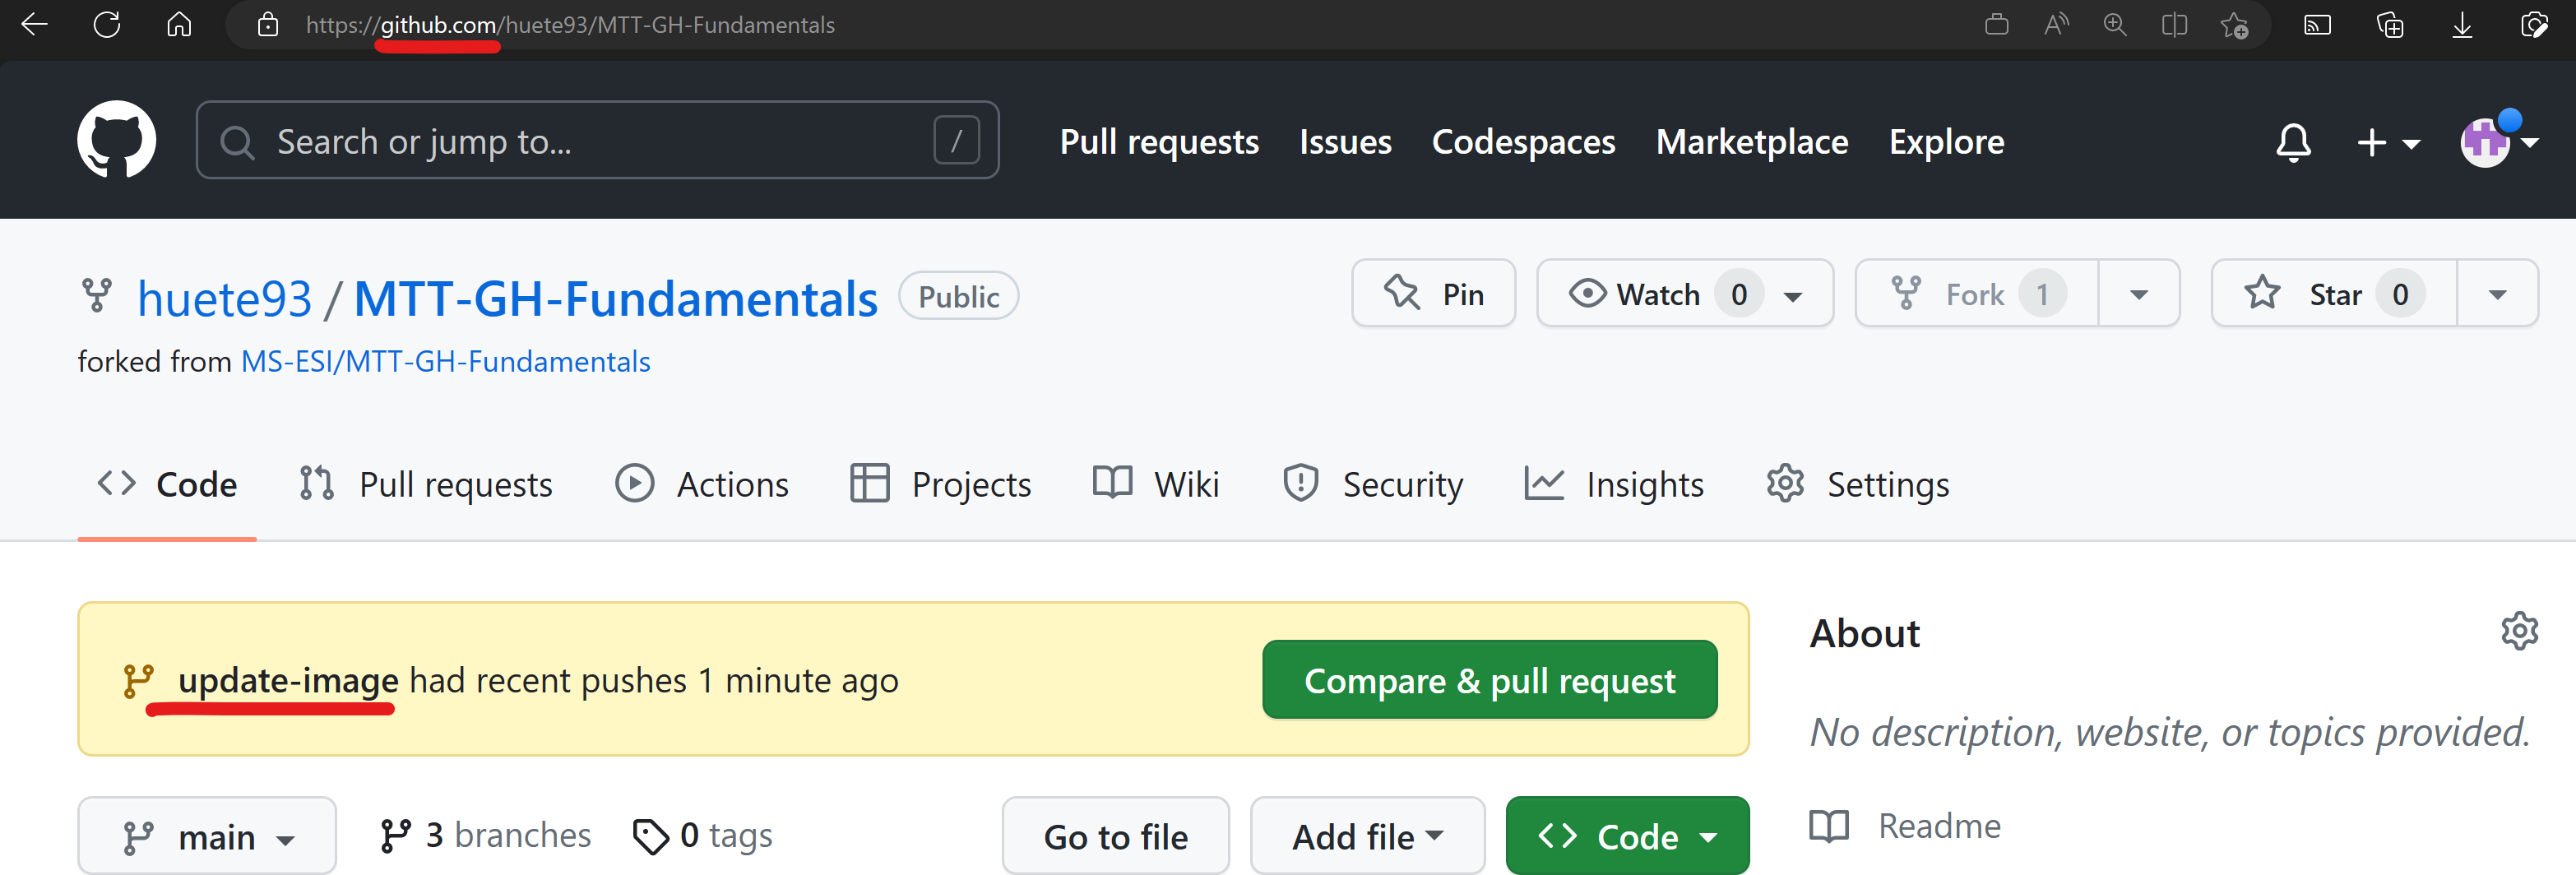 https://github.com/huete93/MTT-GH-Fundamentals
Search or jump to... /
Pull requests Issues Codespaces Marketplace Explore
huete93 / MTT-GH-Fundamentals Public
Pin Watch 0 Fork 1 Star 0
forked from MS-ESI/MTT-GH-Fundamentals
Code Pull requests Actions Projects Wiki Security Insights Settings
update-image had recent pushes 1 minute ago
Compare & pull request
main 3 branches 0 tags
Go to file Add file Code
About
No description, website, or topics provided.
Readme